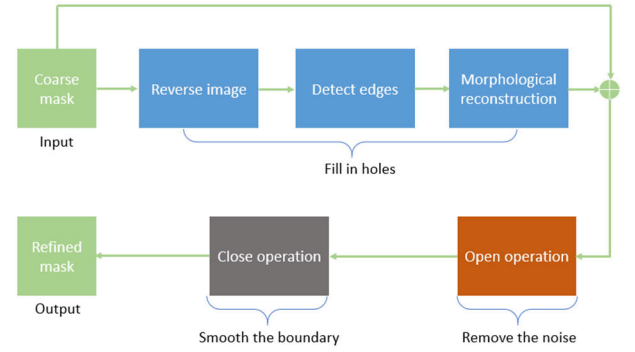 Coarse
mask
Reverse image
Detect edges
Morphological
reconstruction
Input
Fill in holes
Refined
mask
Close operation
Open operation
Output
Smooth the boundary
Remove the noise